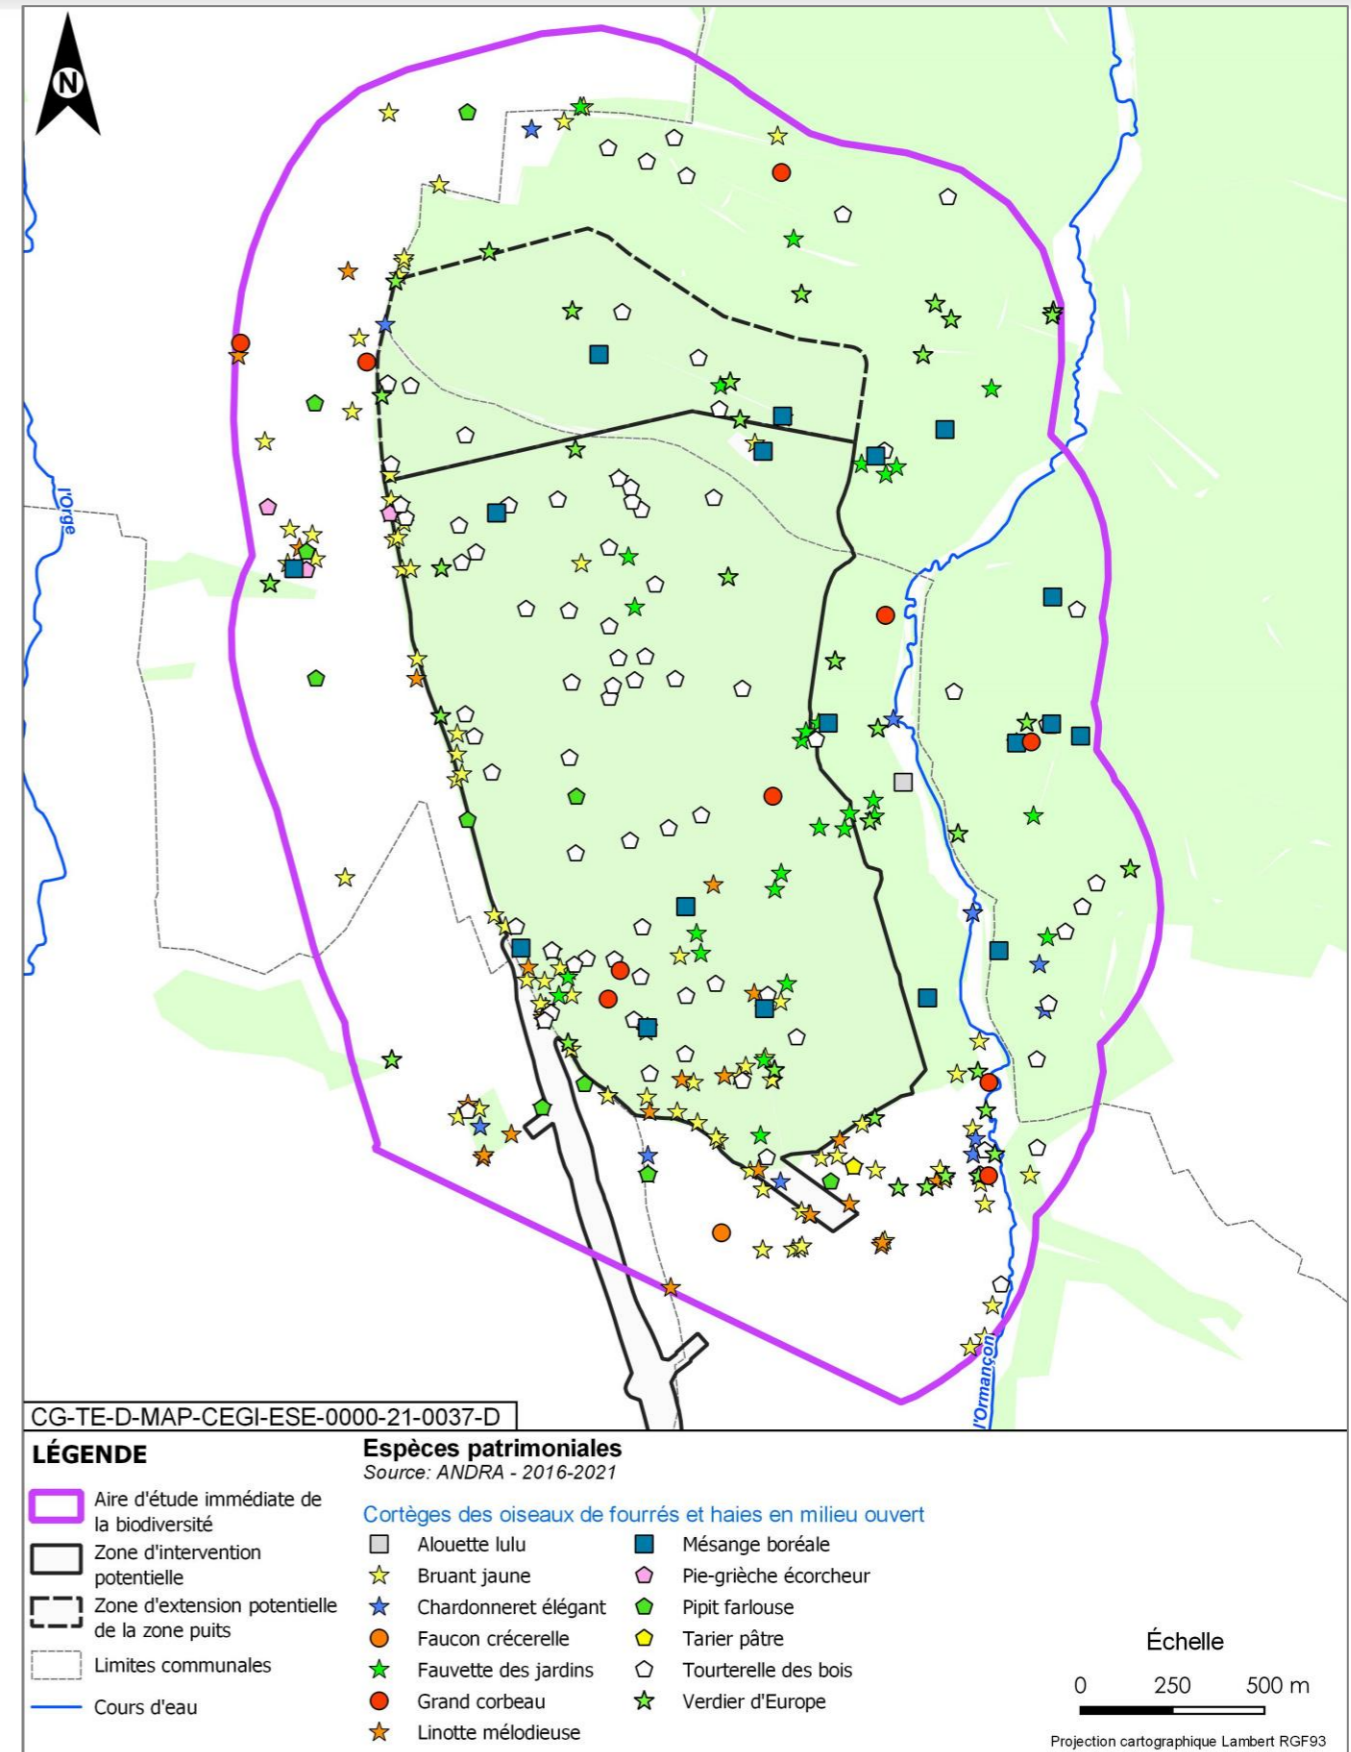 N
l'Orge
l'Ormançon
CG-TE-D-MAP-CEGI-ESE-0000-21-0037-D
LÉGENDE
Aire d'étude immédiate de
la biodiversité
Zone d'intervention
potentielle
Zone d'extension potentielle
de la zone puits
Limites communales
Cours d'eau
Espèces patrimoniales
Source: ANDRA - 2016-2021
Cortèges des oiseaux de fourrés et haies en milieu ouvert
Alouette lulu
Bruant jaune
Chardonneret élégant
Faucon crécerelle
Fauvette des jardins
Grand corbeau
Linotte mélodieuse
Mésange boréale
Pie-grièche écorcheur
Pipit farlouse
Tarier pâtre
Tourterelle des bois
Verdier d'Europe
Échelle
0 250 500 m
Projection cartographique Lambert RGF93